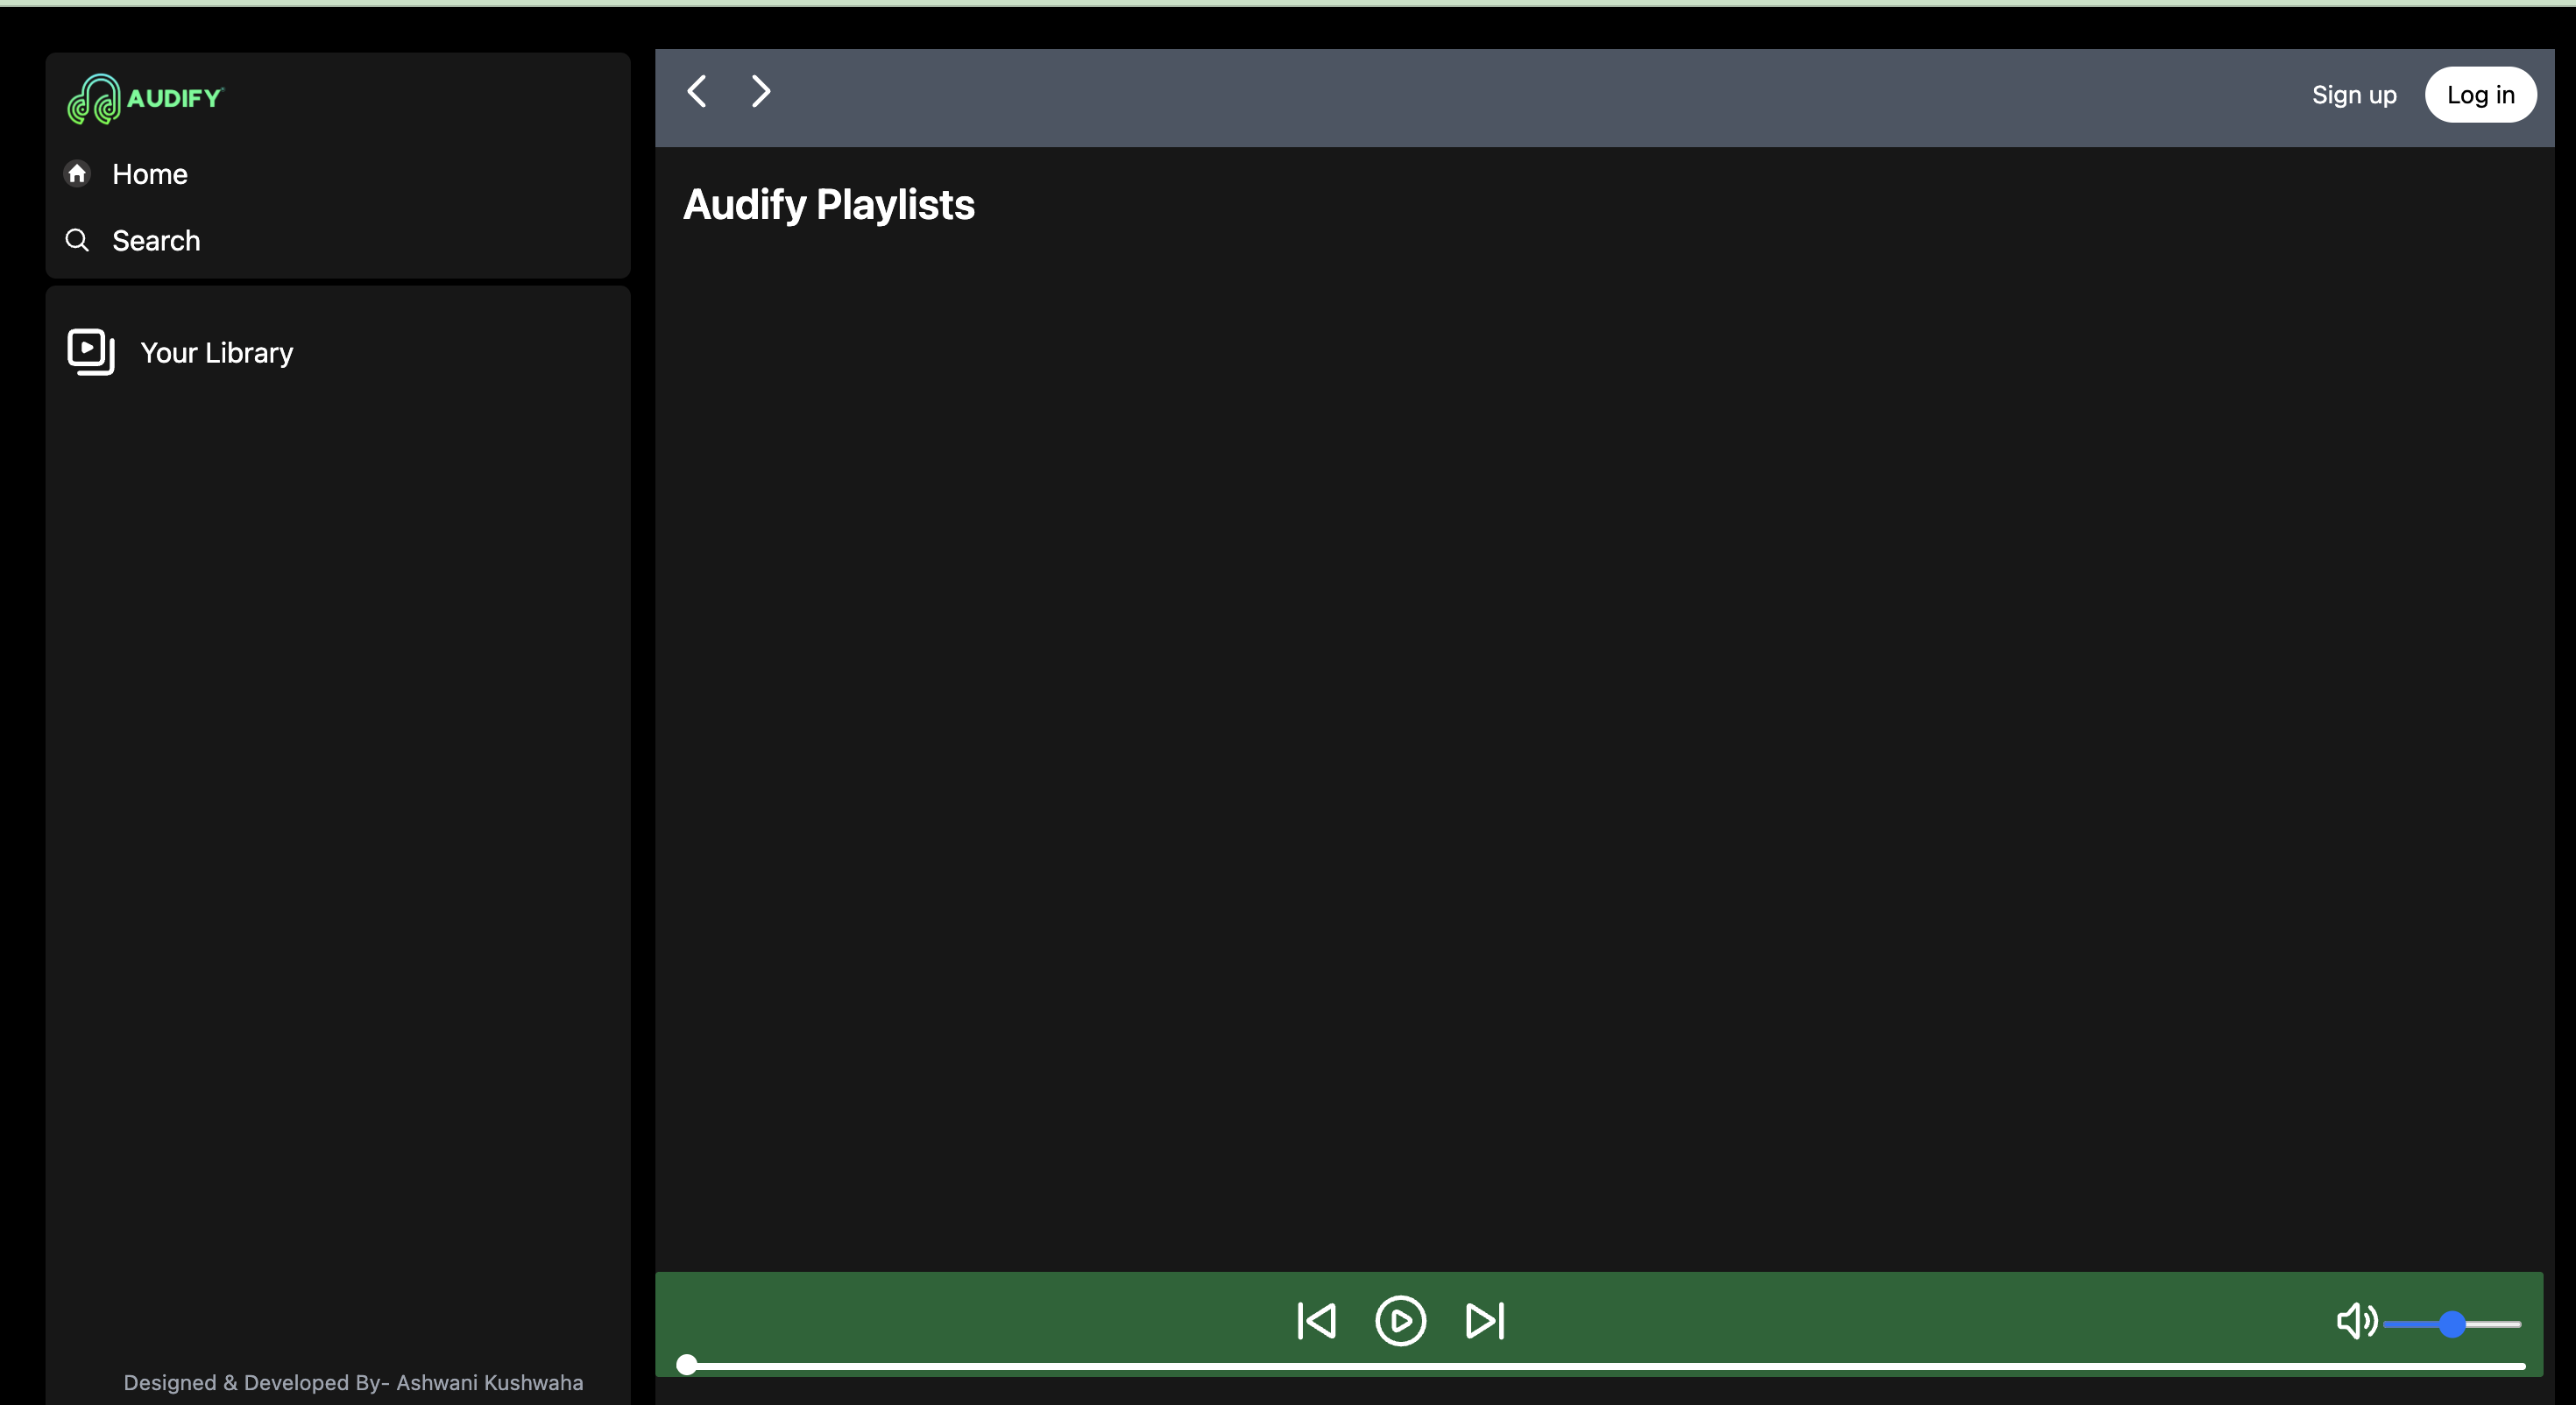 AUDIFY
Home
Search
Your Library
Designed & Developed By- Ashwani Kushwaha
Sign up
Log in
Audify Playlists